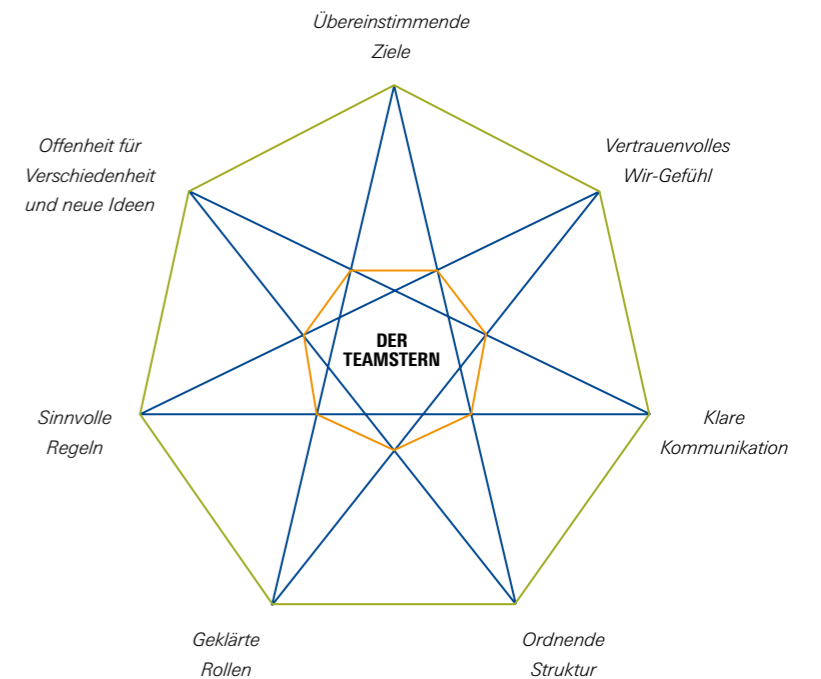 Übereinstimmende
Ziele
Offenheit für
Verschiedenheit
und neue Ideen
Vertrauenvolles
Wir-Gefühl
DER
TEAMSTERN
Sinnvolle
Regeln
Klare
Kommunikation
Geklärte
Rollen
Ordnende
Struktur